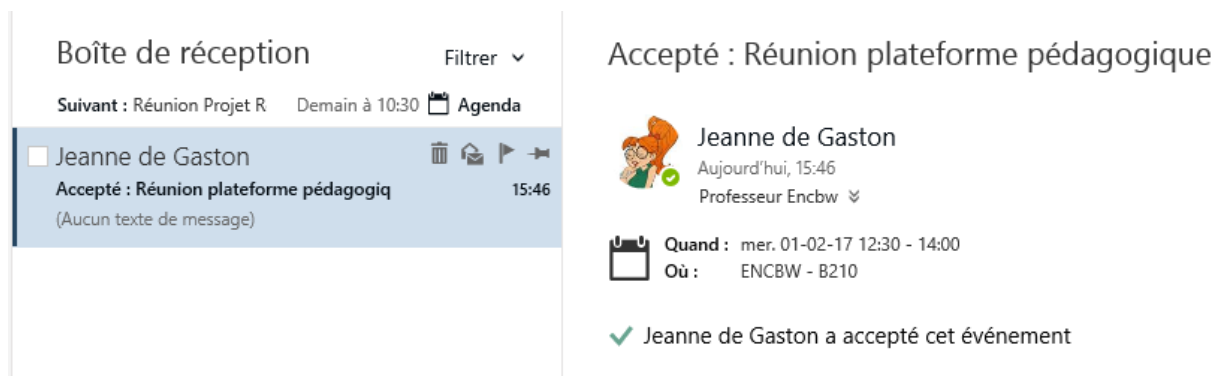 Boîte de réception
Filtrer
Suivant : Réunion Projet R Demain à 10:30 Agenda
Jeanne de Gaston
Accepté : Réunion plateforme pédagogiq 15:46
(Aucun texte de message)
Accepté : Réunion plateforme pédagogique
Jeanne de Gaston
Aujourd'hui, 15:46
Professeur Encbw
Quand : mer. 01-02-17 12:30 - 14:00
Où : ENCBW - B210
Jeanne de Gaston a accepté cet événement